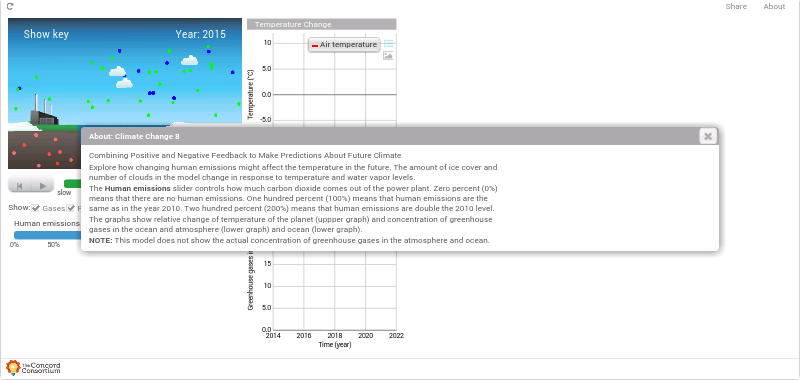 Share About
Show key
Year: 2015
Temperature Change
Air temperature
Temperature (°C)
10
5.0
0.0
-5.0
About: Climate Change 8
Combining Positive and Negative Feedback to Make Predictions About Future Climate
Explore how changing human emissions might affect the temperature in the future. The amount of ice cover and
number of clouds in the model change in response to temperature and water vapor levels.
The Human emissions slider controls how much carbon dioxide comes out of the power plant. Zero percent (0%)
means that there are no human emissions. One hundred percent (100%) means that human emissions are the
same as in the year 2010. Two hundred percent (200%) means that human emissions are double the 2010 level.
The graphs show relative change of temperature of the planet (uppper graph) and concentration of greenhouse
gases in the ocean and atmosphere (lower graph) and ocean (lower graph).
NOTE: This model does not show the actual concentration of greenhouse gases in the atmosphere and ocean.
slow
Show: Gases
Human emissions
0% 50%
Greenhouse gases
15
10
5.0
0.0
2014 2016 2018 2020 2022
Time (year)
The Concord
Consortium